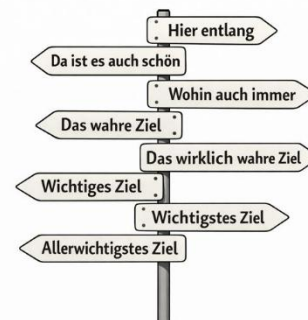 Hier entlang
Da ist es auch schön
Wohin auch immer
Das wahre Ziel
Das wirklich wahre Ziel
Wichtiges Ziel
Wichtigstes Ziel
Allerwichtigstes Ziel